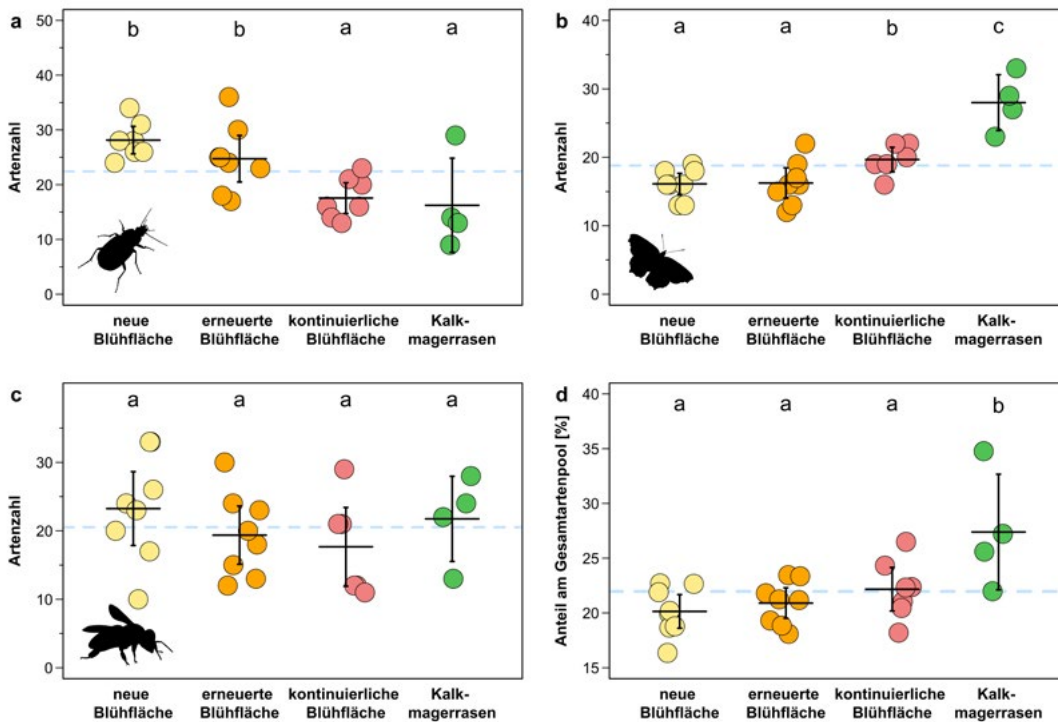 a
b b a a
50
40
30
20
10
0
Artenzahl
neue erneuerte kontinuierliche Kalk-
Blühfläche Blühfläche Blühfläche magerrasen
b
a a b c
40
30
20
10
0
Artenzahl
neue erneuerte kontinuierliche Kalk-
Blühfläche Blühfläche Blühfläche magerrasen
c
a a a a
30
20
10
0
Artenzahl
neue erneuerte kontinuierliche Kalk-
Blühfläche Blühfläche Blühfläche magerrasen
d
a a a b
40
35
30
25
20
15
Anteil am Gesamtartenpool [%]
neue erneuerte kontinuierliche Kalk-
Blühfläche Blühfläche Blühfläche magerrasen